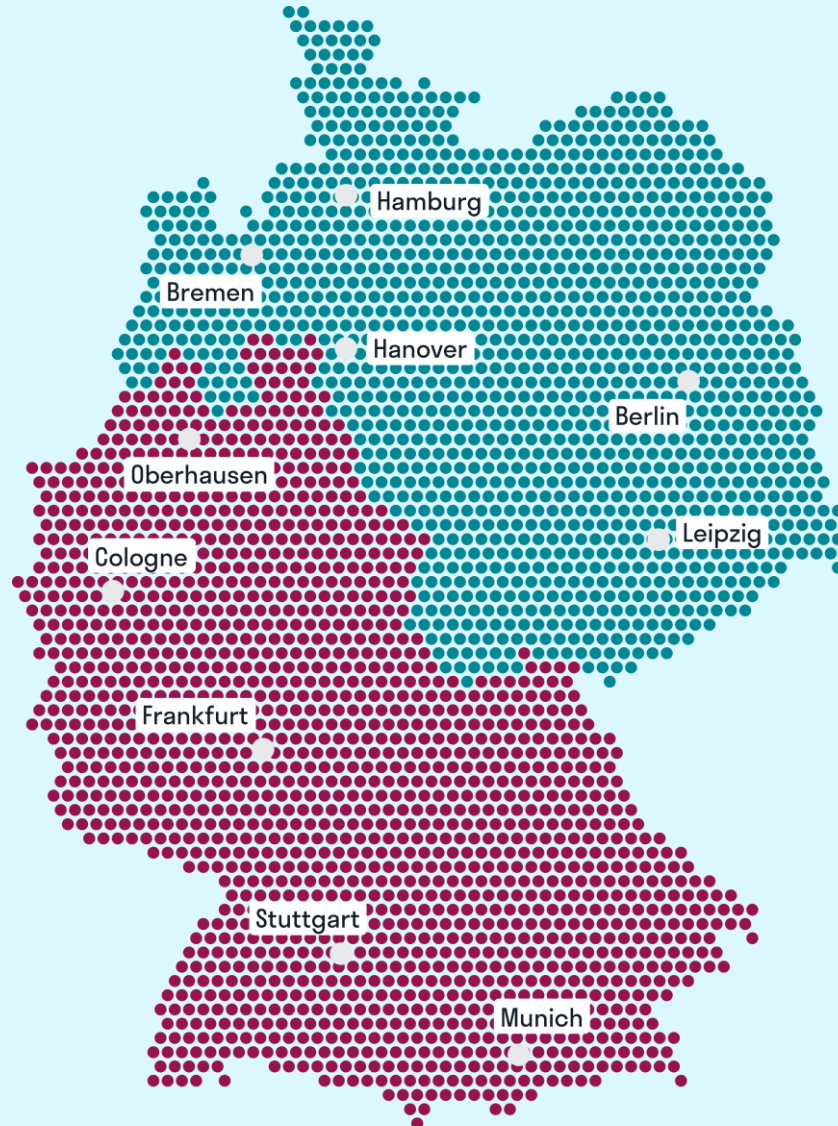 Hamburg
Bremen
Hanover
Berlin
Oberhausen
Leipzig
Cologne
Frankfurt
Stuttgart
Munich